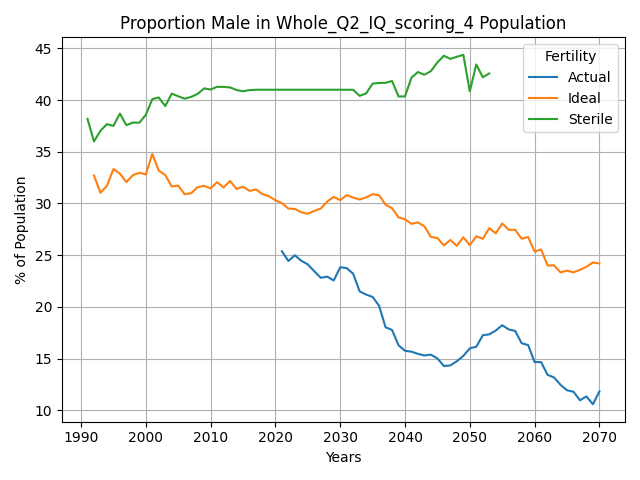 Proportion Male in Whole_Q2_IQ_scoring_4 Population
Fertility
Actual
Ideal
Sterile
% of Population
45
40
35
30
25
20
15
10
1990 2000 2010 2020 2030 2040 2050 2060 2070
Years